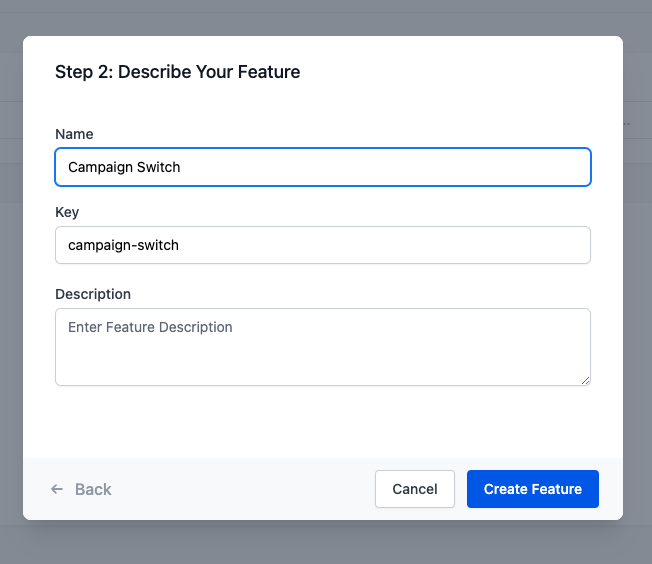 Step 2: Describe Your Feature
Name
Campaign Switch
Key
campaign-switch
Description
Enter Feature Description
← Back
Cancel
Create Feature